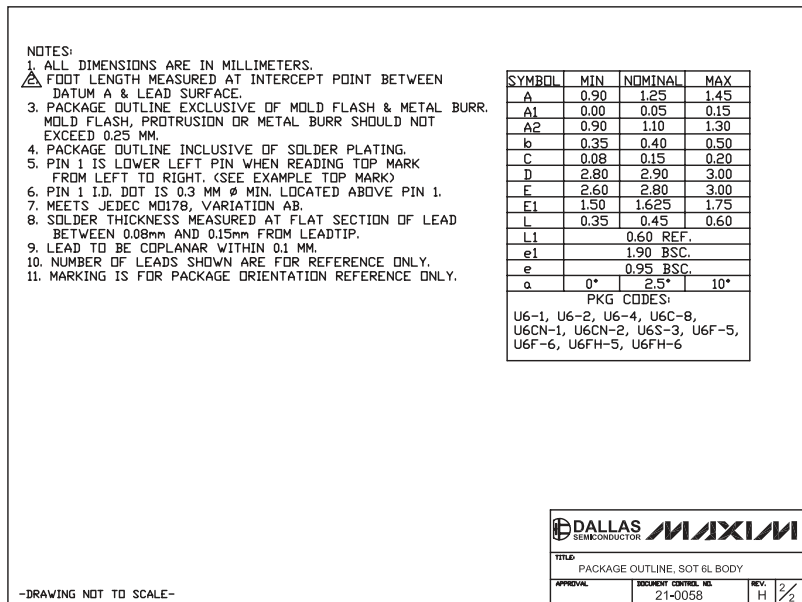 NOTES:
1. ALL DIMENSIONS ARE IN MILLIMETERS.
2. FOOT LENGTH MEASURED AT INTERCEPT POINT BETWEEN
DATUM A & LEAD SURFACE.
3. PACKAGE OUTLINE EXCLUSIVE OF MOLD FLASH & METAL BURR.
MOLD FLASH, PROTRUSION OR METAL BURR SHOULD NOT
EXCEED 0.25 MM.
4. PACKAGE OUTLINE INCLUSIVE OF SOLDER PLATING.
5. PIN 1 IS LOWER LEFT PIN WHEN READING TOP MARK
FROM LEFT TO RIGHT. (SEE EXAMPLE TOP MARK)
6. PIN 1 I.D. DOT IS 0.3 MM ø MIN. LOCATED ABOVE PIN 1.
7. MEETS JEDEC MO178, VARIATION AB.
8. SOLDER THICKNESS MEASURED AT FLAT SECTION OF LEAD
BETWEEN 0.08mm AND 0.15mm FROM LEADTIP.
9. LEAD TO BE COPLANAR WITHIN 0.1 MM.
10. NUMBER OF LEADS SHOWN ARE FOR REFERENCE ONLY.
11. MARKING IS FOR PACKAGE ORIENTATION REFERENCE ONLY.
SYMBOL MIN NOMINAL MAX
A 0.90 1.25 1.45
A1 0.00 0.05 0.15
A2 0.90 1.10 1.30
b 0.35 0.40 0.50
C 0.08 0.15 0.20
D 2.80 2.90 3.00
E 2.60 2.80 3.00
E1 1.50 1.625 1.75
L 0.35 0.45 0.60
L1 0.60 REF.
e1 1.90 BSC.
e 0.95 BSC.
α 0° 2.5° 10°
PKG CODES:
U6-1, U6-2, U6-4, U6C-8,
U6CN-1, U6CN-2, U6S-3, U6F-5,
U6F-6, U6FH-5, U6FH-6
-DRAWING NOT TO SCALE-
DALLAS SEMICONDUCTOR MAXIM
TITLE:
PACKAGE OUTLINE, SOT 6L BODY
APPROVAL DOCUMENT CONTROL NO. REV.
21-0058 H 2/2